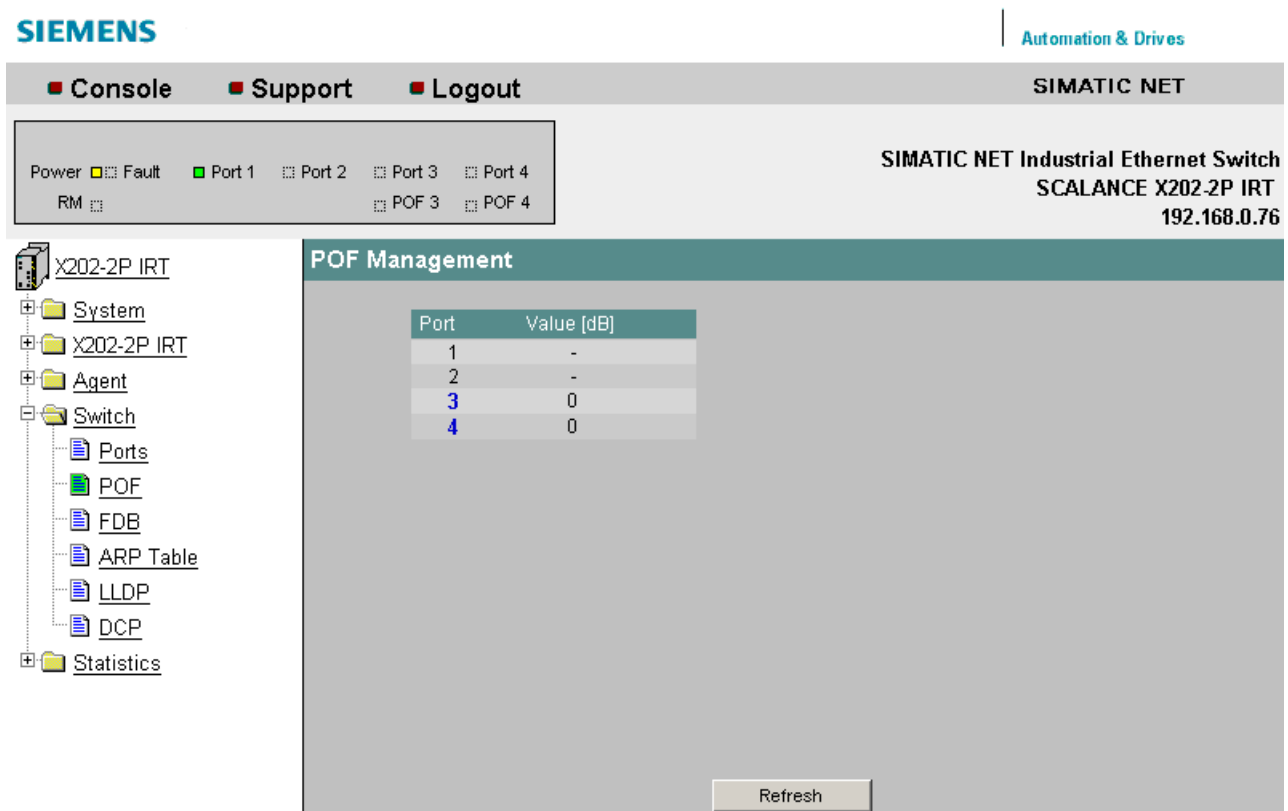 SIEMENS
Automation & Drives
Console Support Logout SIMATIC NET
Power Fault Port 1 Port 2 Port 3 Port 4
RM POF 3 POF 4
SIMATIC NET Industrial Ethernet Switch
SCALANCE X202-2P IRT
192.168.0.76
X202-2P IRT
System
X202-2P IRT
Agent
Switch
Ports
POF
FDB
ARP Table
LLDP
DCP
Statistics
POF Management
Port Value [dB]
1 -
2 -
3 0
4 0
Refresh